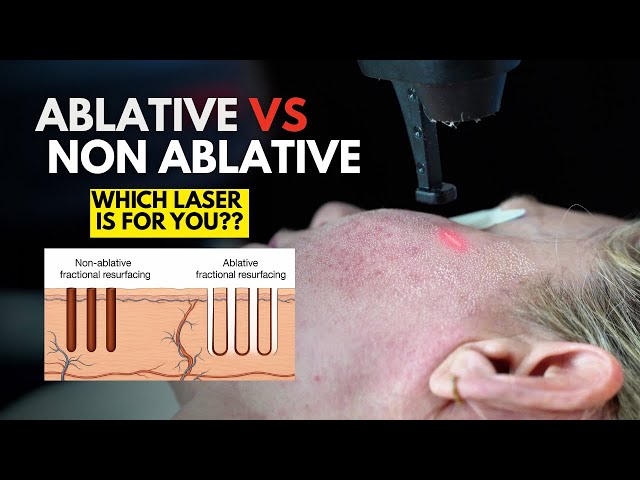 ABLATIVE VS
NON ABLATIVE
WHICH LASER
IS FOR YOU??
Non-ablative
fractional resurfacing
Ablative
fractional resurfacing